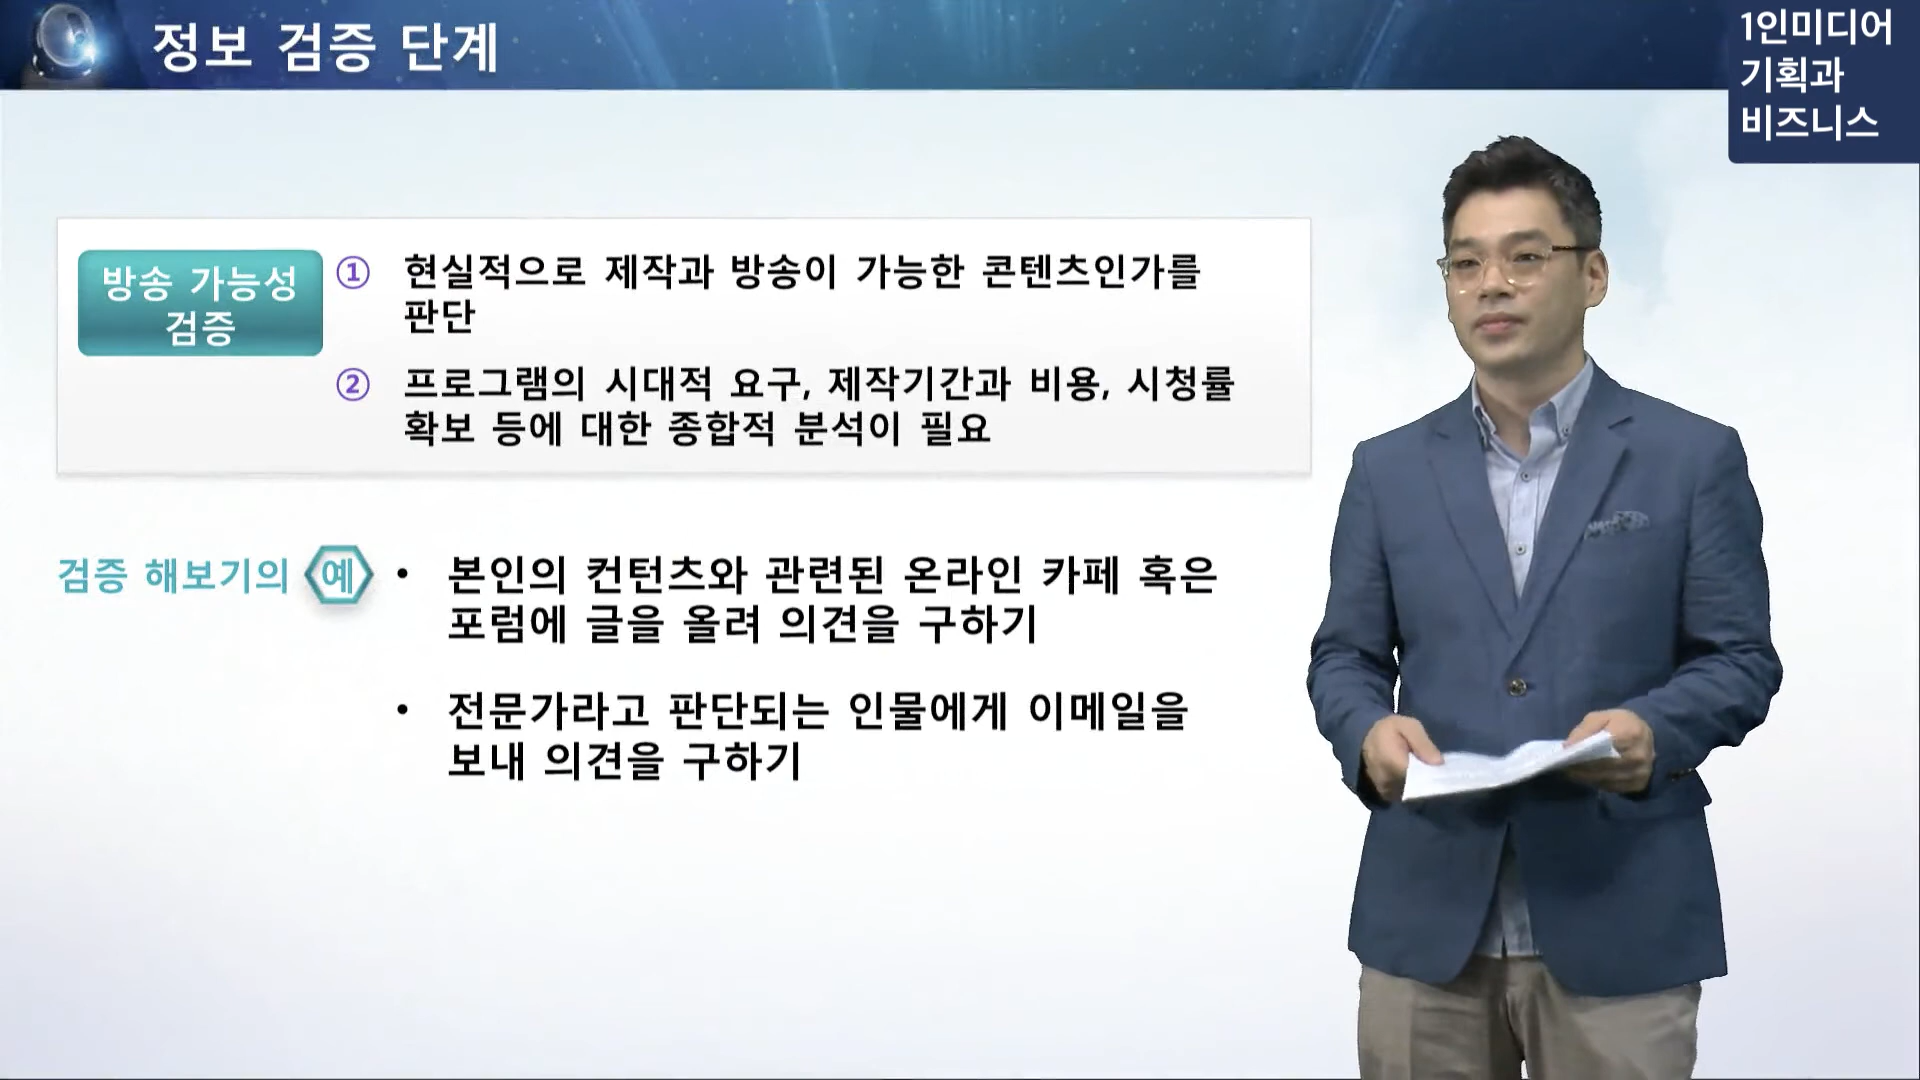 정보 검증 단계
1인미디어
기획과
비즈니스
방송 가능성
검증
① 현실적으로 제작과 방송이 가능한 콘텐츠인가를
판단
② 프로그램의 시대적 요구, 제작기간과 비용, 시청률
확보 등에 대한 종합적 분석이 필요
검증 해보기의 예
• 본인의 컨턴츠와 관련된 온라인 카페 혹은
포럼에 글을 올려 의견을 구하기
• 전문가라고 판단되는 인물에게 이메일을
보내 의견을 구하기